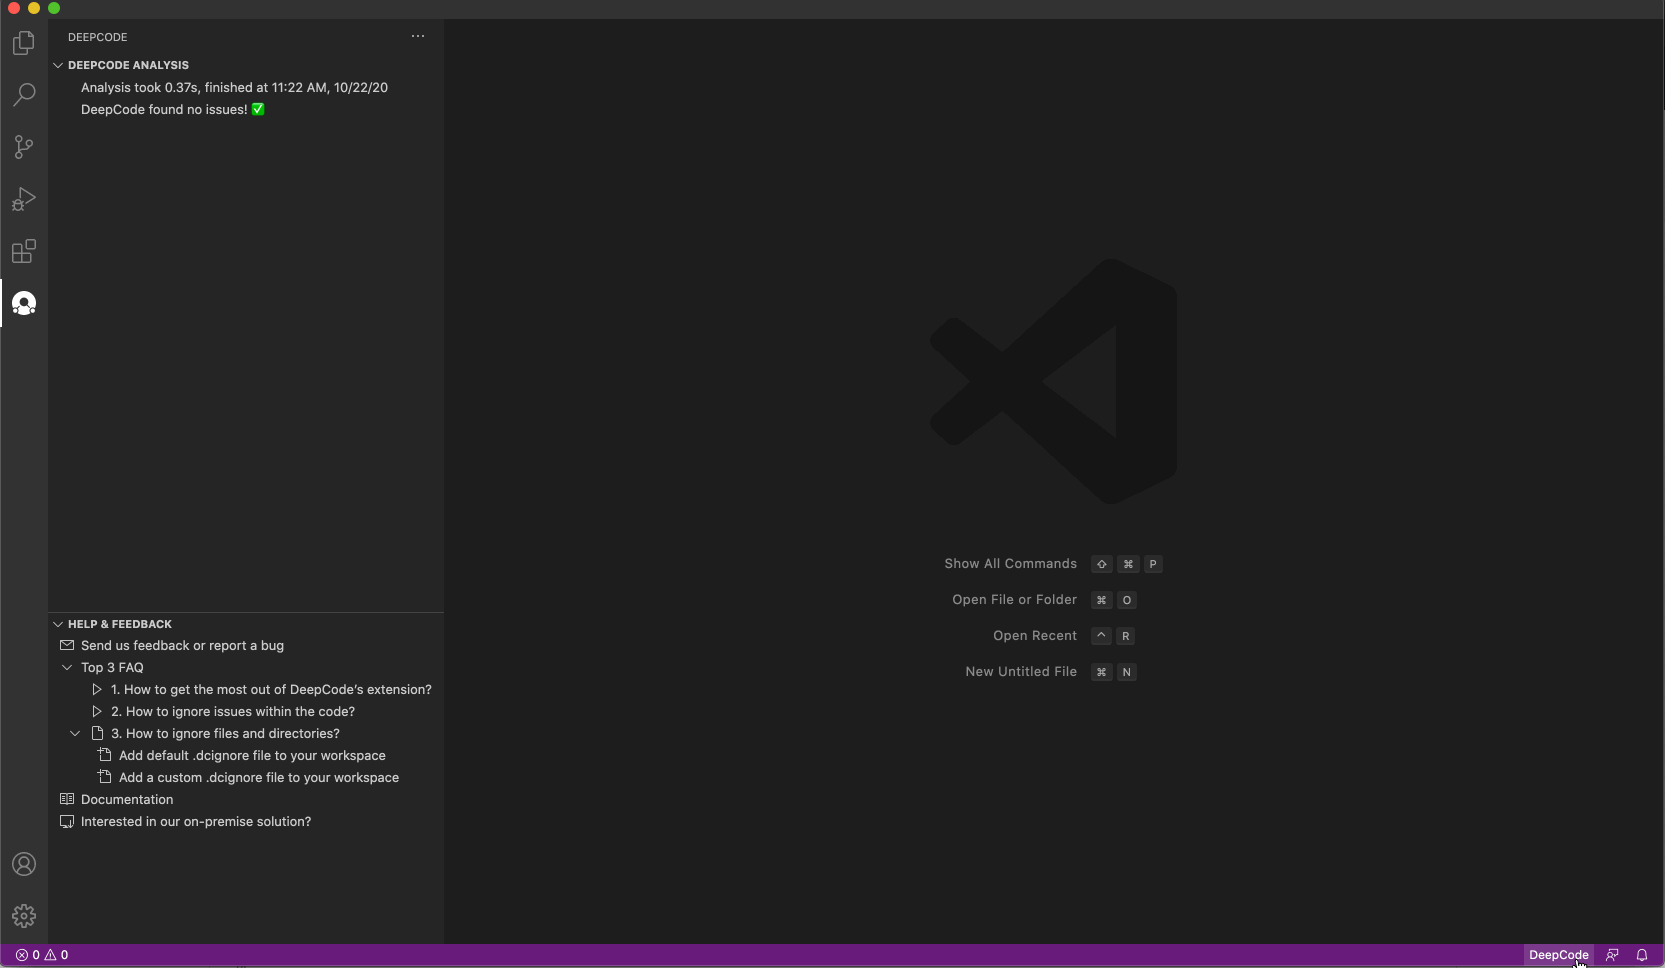 DEEPCODE
DEEPCODE ANALYSIS
Analysis took 0.37s, finished at 11:22 AM, 10/22/20
DeepCode found no issues! ✅
Show All Commands ⇧ ⌘ P
Open File or Folder ⌘ O
Open Recent ⌃ R
New Untitled File ⌘ N
HELP & FEEDBACK
Send us feedback or report a bug
Top 3 FAQ
1. How to get the most out of DeepCode’s extension?
2. How to ignore issues within the code?
3. How to ignore files and directories?
Add default .dcignore file to your workspace
Add a custom .dcignore file to your workspace
Documentation
Interested in our on-premise solution?
0 0
DeepCode